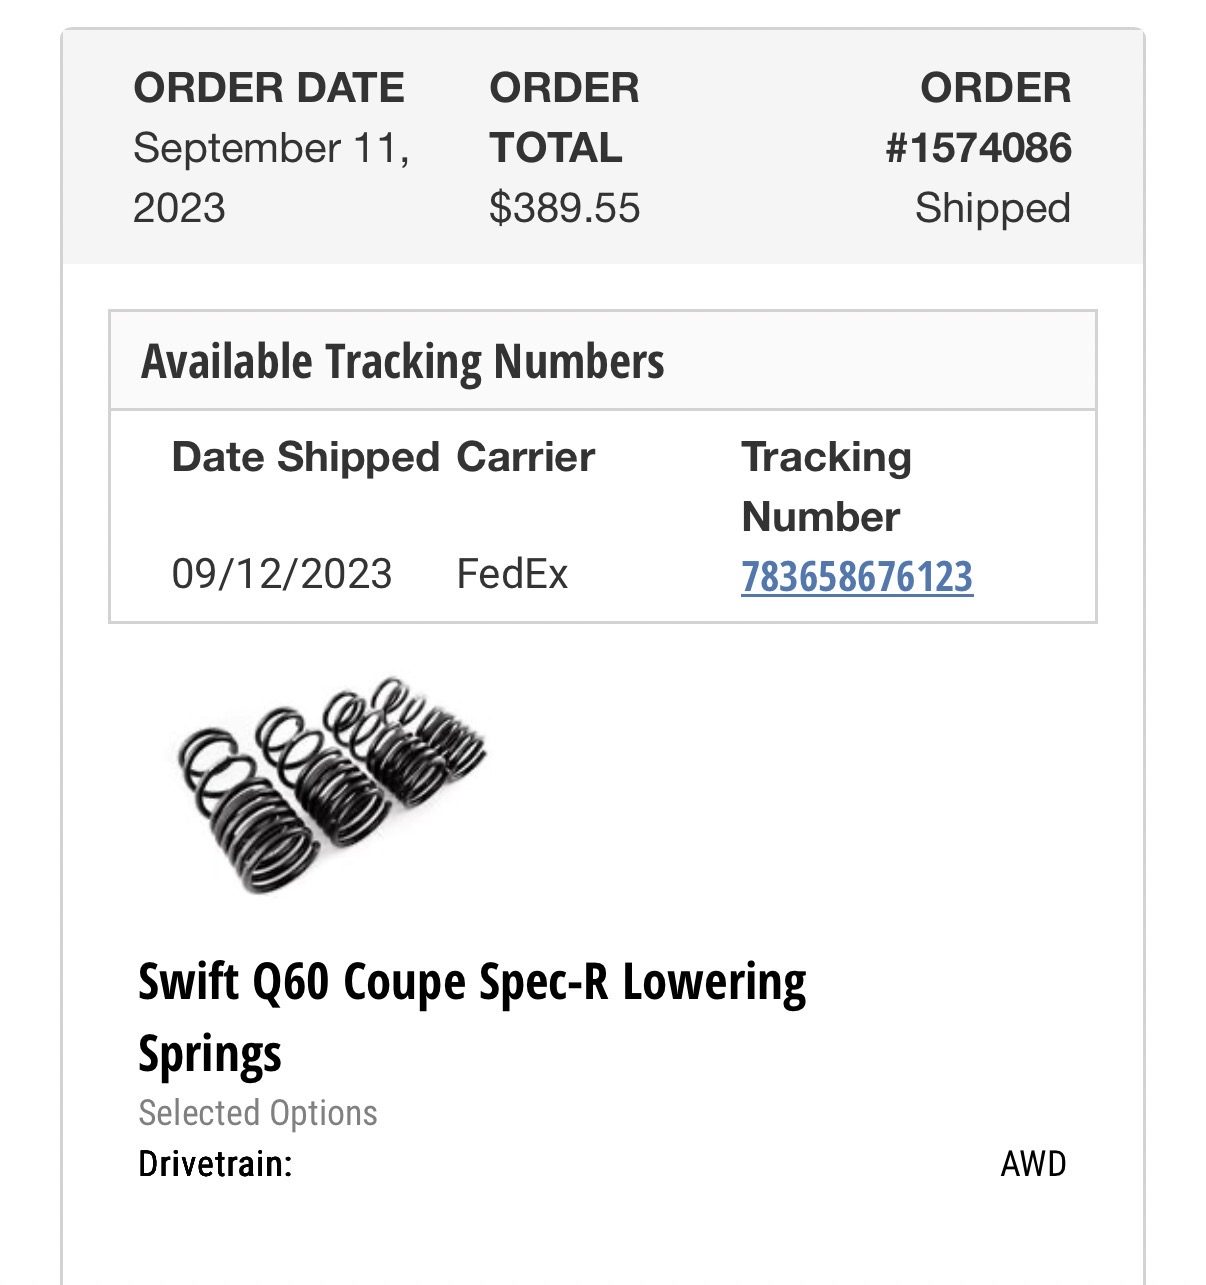 ORDER DATE
September 11,
2023
ORDER
TOTAL
$389.55
ORDER
#1574086
Shipped
Available Tracking Numbers
Date Shipped Carrier Tracking
Number
09/12/2023 FedEx 783658676123
Swift Q60 Coupe Spec-R Lowering
Springs
Selected Options
Drivetrain: AWD